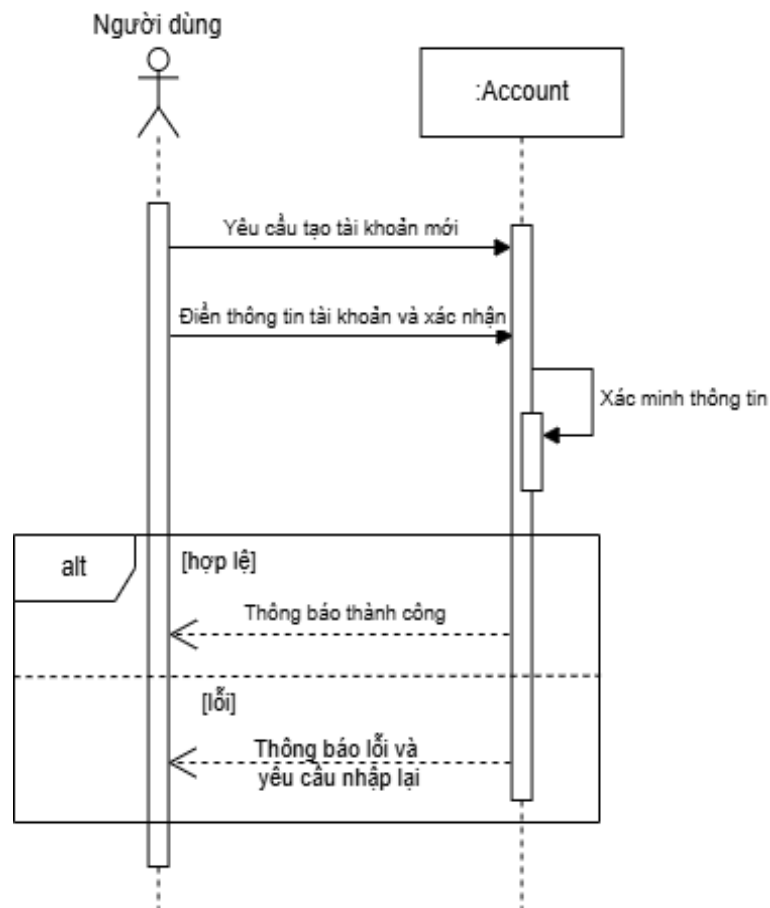 Người dùng
:Account
Yêu cầu tạo tài khoản mới
Điền thông tin tài khoản và xác nhận
Xác minh thông tin
alt
[hợp lệ]
Thông báo thành công
[lỗi]
Thông báo lỗi và
yêu cầu nhập lại